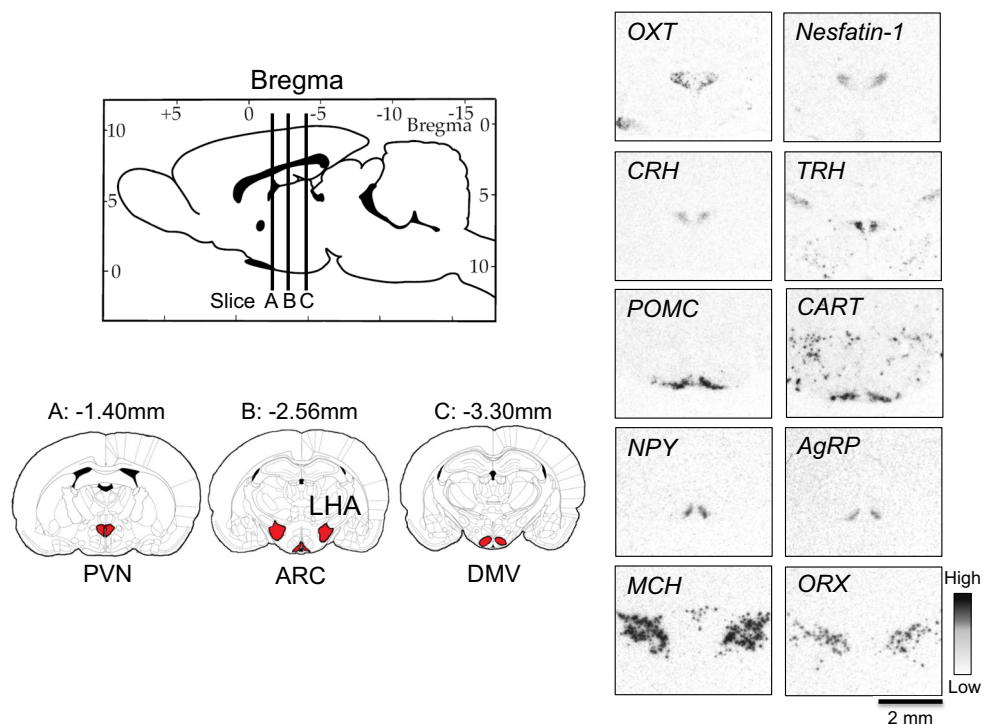 Bregma
+5 0 -5 -10 -15
Bregma 0
10
5
5
0
10
Slice A B C
A: -1.40mm B: -2.56mm C: -3.30mm
LHA
PVN ARC DMV
OXT Nesfatin-1
CRH TRH
POMC CART
NPY AgRP
MCH ORX
High
Low
2 mm